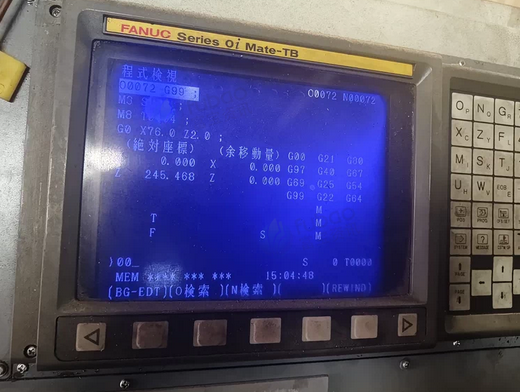 FANUC Series 0i Mate-TB
程式檢視
O0072 G99 ; O0072 N00072
M3
M8
G0 X76.0 Z2.0 ;
(絶対座標) (余移動量) G00 G21 G90
0.000 X 0.000 G97 G40 G67
Z 245.468 Z 0.000 G69 G25 G54
G99 G22 G64
M
T M
F S M
)O0_ S 0 T0000
MEM **** *** *** 15:04:48
(BG-EDT)(O検索 )(N検索 )( )(REWIND)